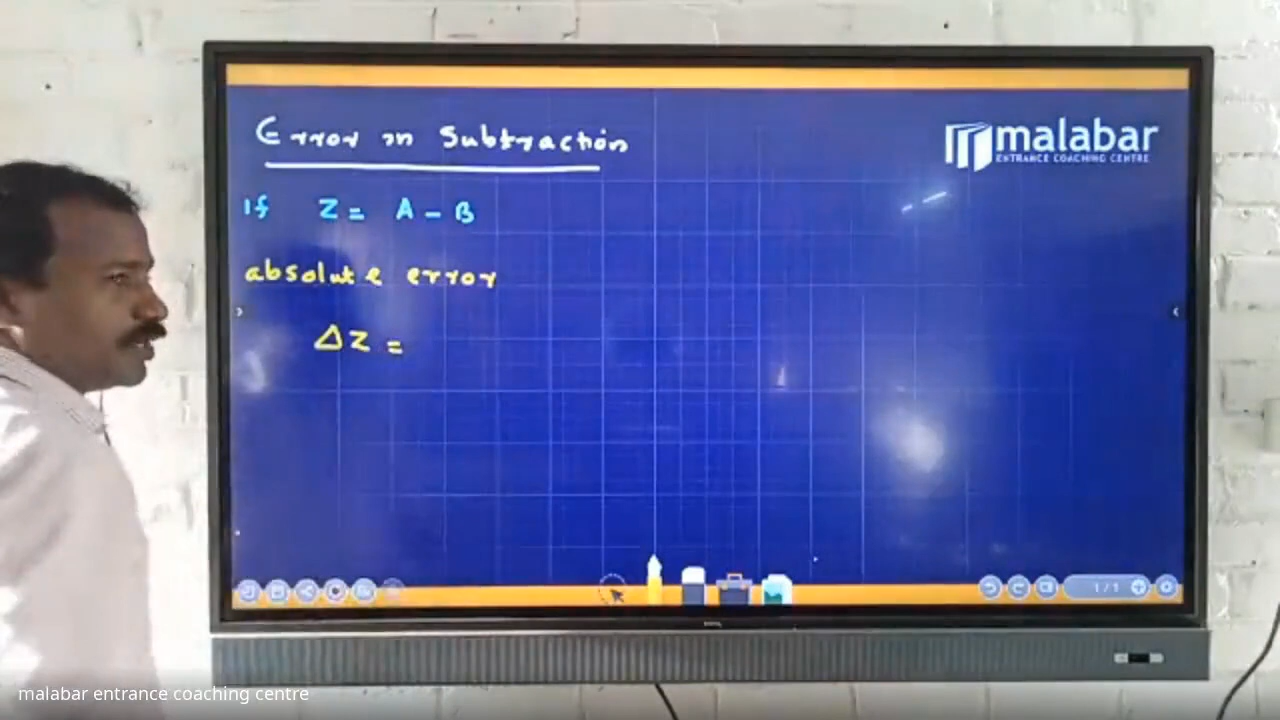 Error in Subtraction
malabar
ENTRANCE COACHING CENTRE
If Z = A - B
absolute error
ΔZ =
1 / 1
malabar entrance coaching centre